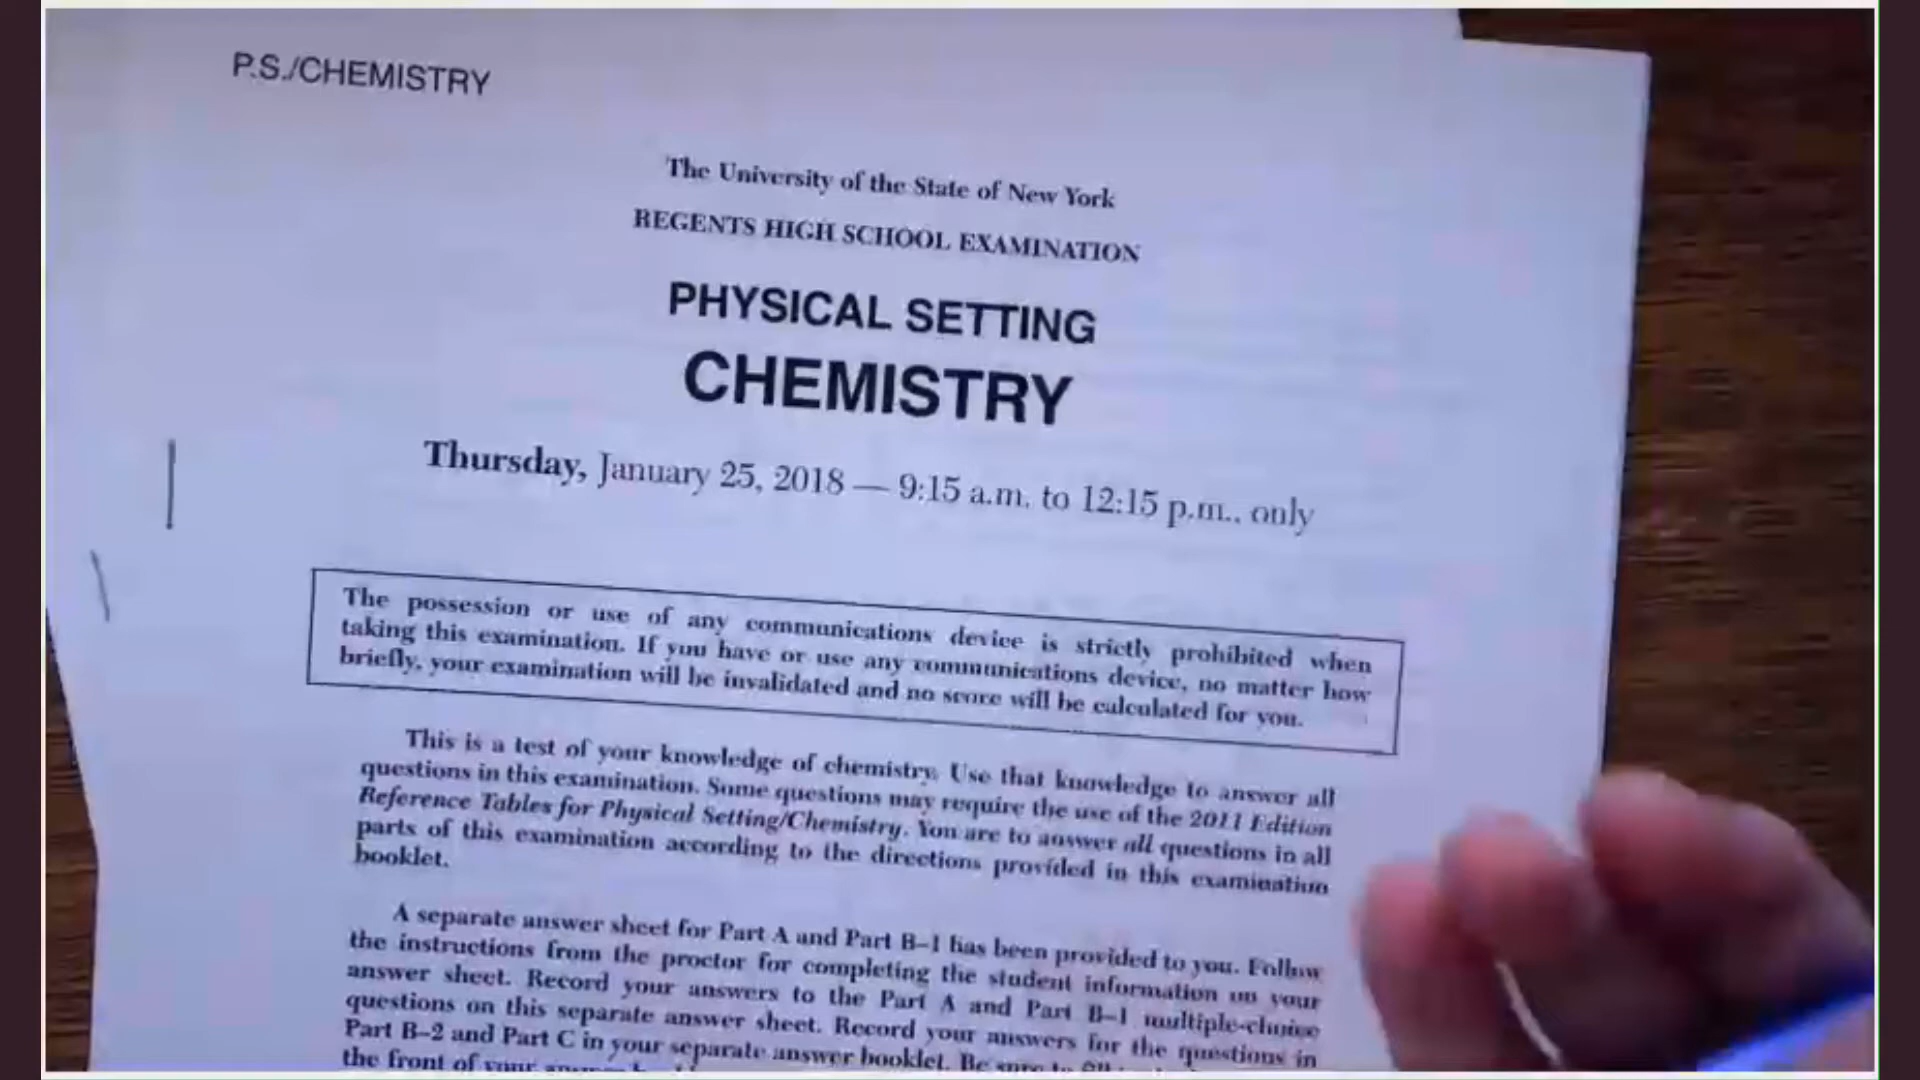 P.S./CHEMISTRY
The University of the State of New York
REGENTS HIGH SCHOOL EXAMINATION
PHYSICAL SETTING
CHEMISTRY
Thursday, January 25, 2018 — 9:15 a.m. to 12:15 p.m., only
The possession or use of any communications device is strictly prohibited when
taking this examination. If you have or use any communications device, no matter how
briefly, your examination will be invalidated and no score will be calculated for you.
This is a test of your knowledge of chemistry. Use that knowledge to answer all
questions in this examination. Some questions may require the use of the 2011 Edition
Reference Tables for Physical Setting/Chemistry. You are to answer all questions in all
parts of this examination according to the directions provided in this examination
booklet.
A separate answer sheet for Part A and Part B–1 has been provided to you. Follow
the instructions from the proctor for completing the student information on your
answer sheet. Record your answers to the Part A and Part B–1 multiple-choice
questions on this separate answer sheet. Record your answers for the questions in
Part B–2 and Part C in your separate answer booklet. Be sure to
the front of your